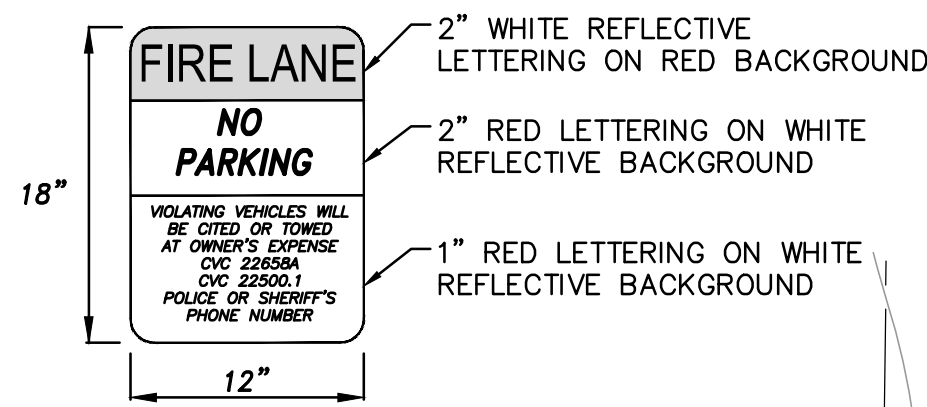 FIRE LANE
NO
PARKING
VIOLATING VEHICLES WILL
BE CITED OR TOWED
AT OWNER'S EXPENSE
CVC 22658A
CVC 22500.1
POLICE OR SHERIFF'S
PHONE NUMBER
18”
12”
2” WHITE REFLECTIVE
LETTERING ON RED BACKGROUND
2” RED LETTERING ON WHITE
REFLECTIVE BACKGROUND
1” RED LETTERING ON WHITE
REFLECTIVE BACKGROUND